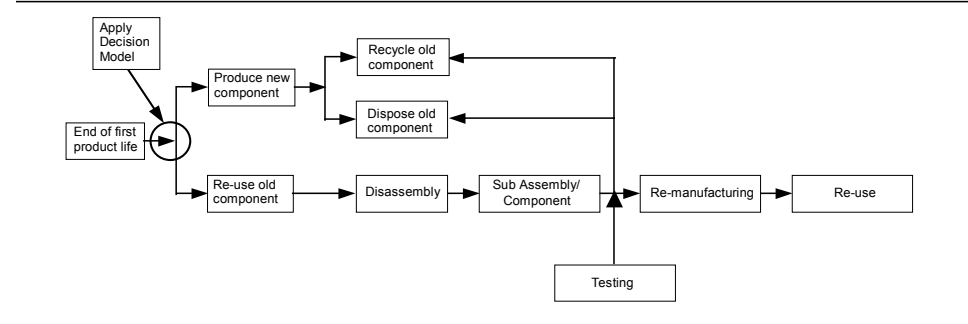 Apply
Decision
Model
Recycle old
component
Produce new
component
Dispose old
component
End of first
product life
Re-use old
component
Disassembly
Sub Assembly/
Component
Re-manufacturing
Re-use
Testing